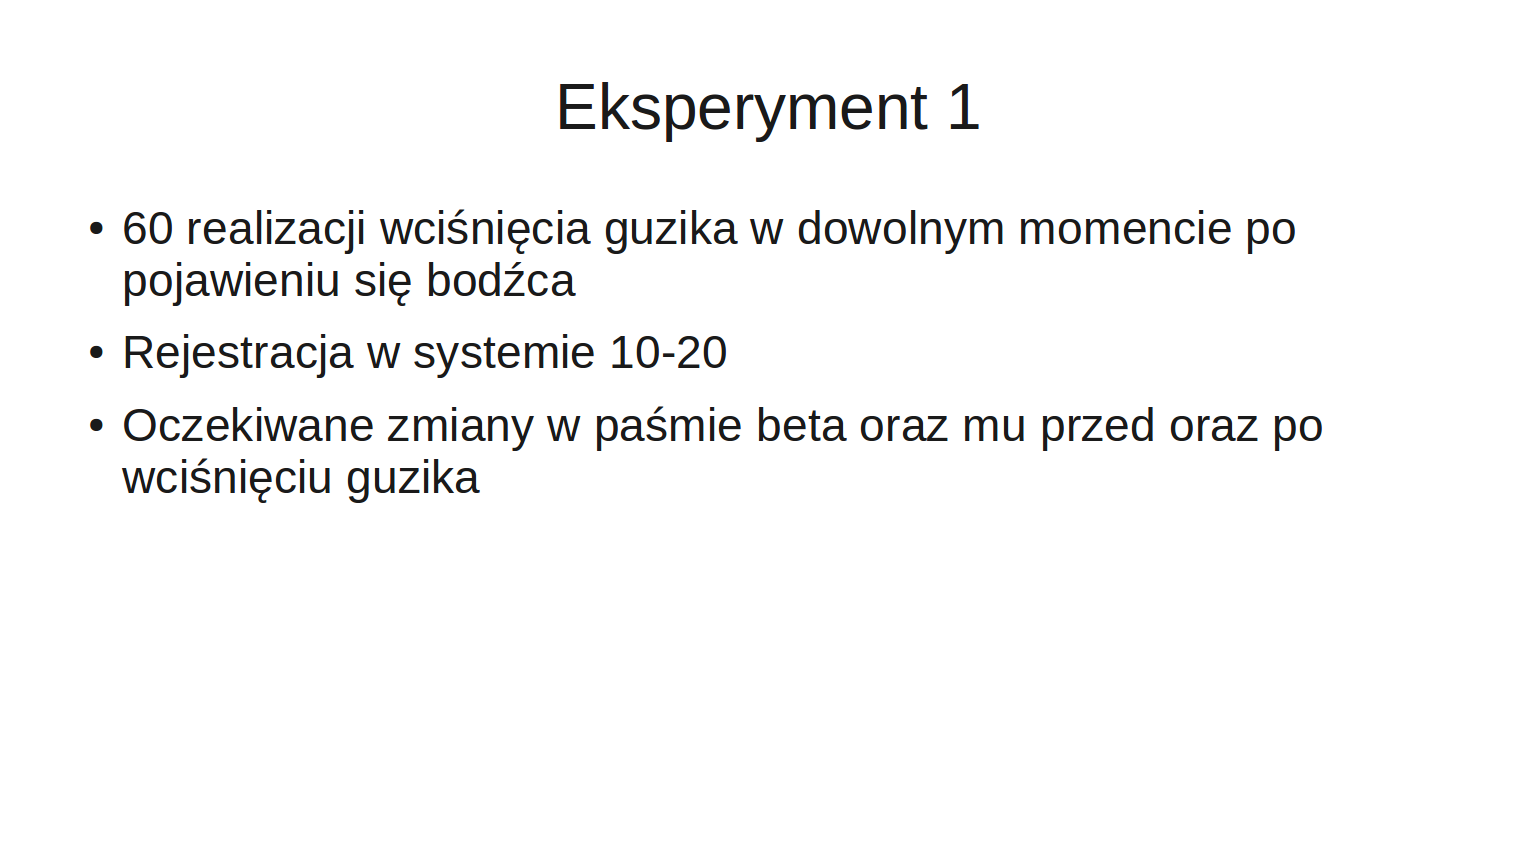 Eksperyment 1
• 60 realizacji wciśnięcia guzika w dowolnym momencie po
pojawieniu się bodźca
• Rejestracja w systemie 10-20
• Oczekiwane zmiany w paśmie beta oraz mu przed oraz po
wciśnięciu guzika